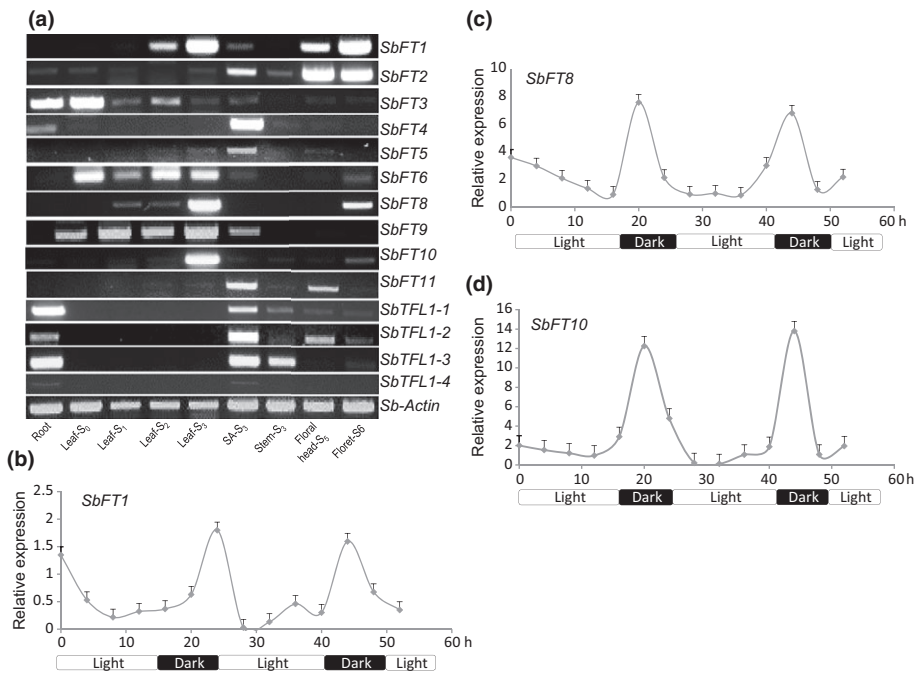 (a)
SbFT1
SbFT2
SbFT3
SbFT4
SbFT5
SbFT6
SbFT8
SbFT9
SbFT10
SbFT11
SbTFL1-1
SbTFL1-2
SbTFL1-3
SbTFL1-4
Sb-Actin
Root
Leaf-S0
Leaf-S1
Leaf-S2
Leaf-S3
SA-S3
Stem-S3
Floral
head-S5
Floret-S6
(b)
SbFT1
Relative expression
2.5
2
1.5
1
0.5
0
0 10 20 30 40 50 60 h
Light Dark Light Dark Light
(c)
SbFT8
Relative expression
10
8
6
4
2
0
0 10 20 30 40 50 60 h
Light Dark Light Dark Light
(d)
SbFT10
Relative expression
16
14
12
10
8
6
4
2
0
0 10 20 30 40 50 60 h
Light Dark Light Dark Light